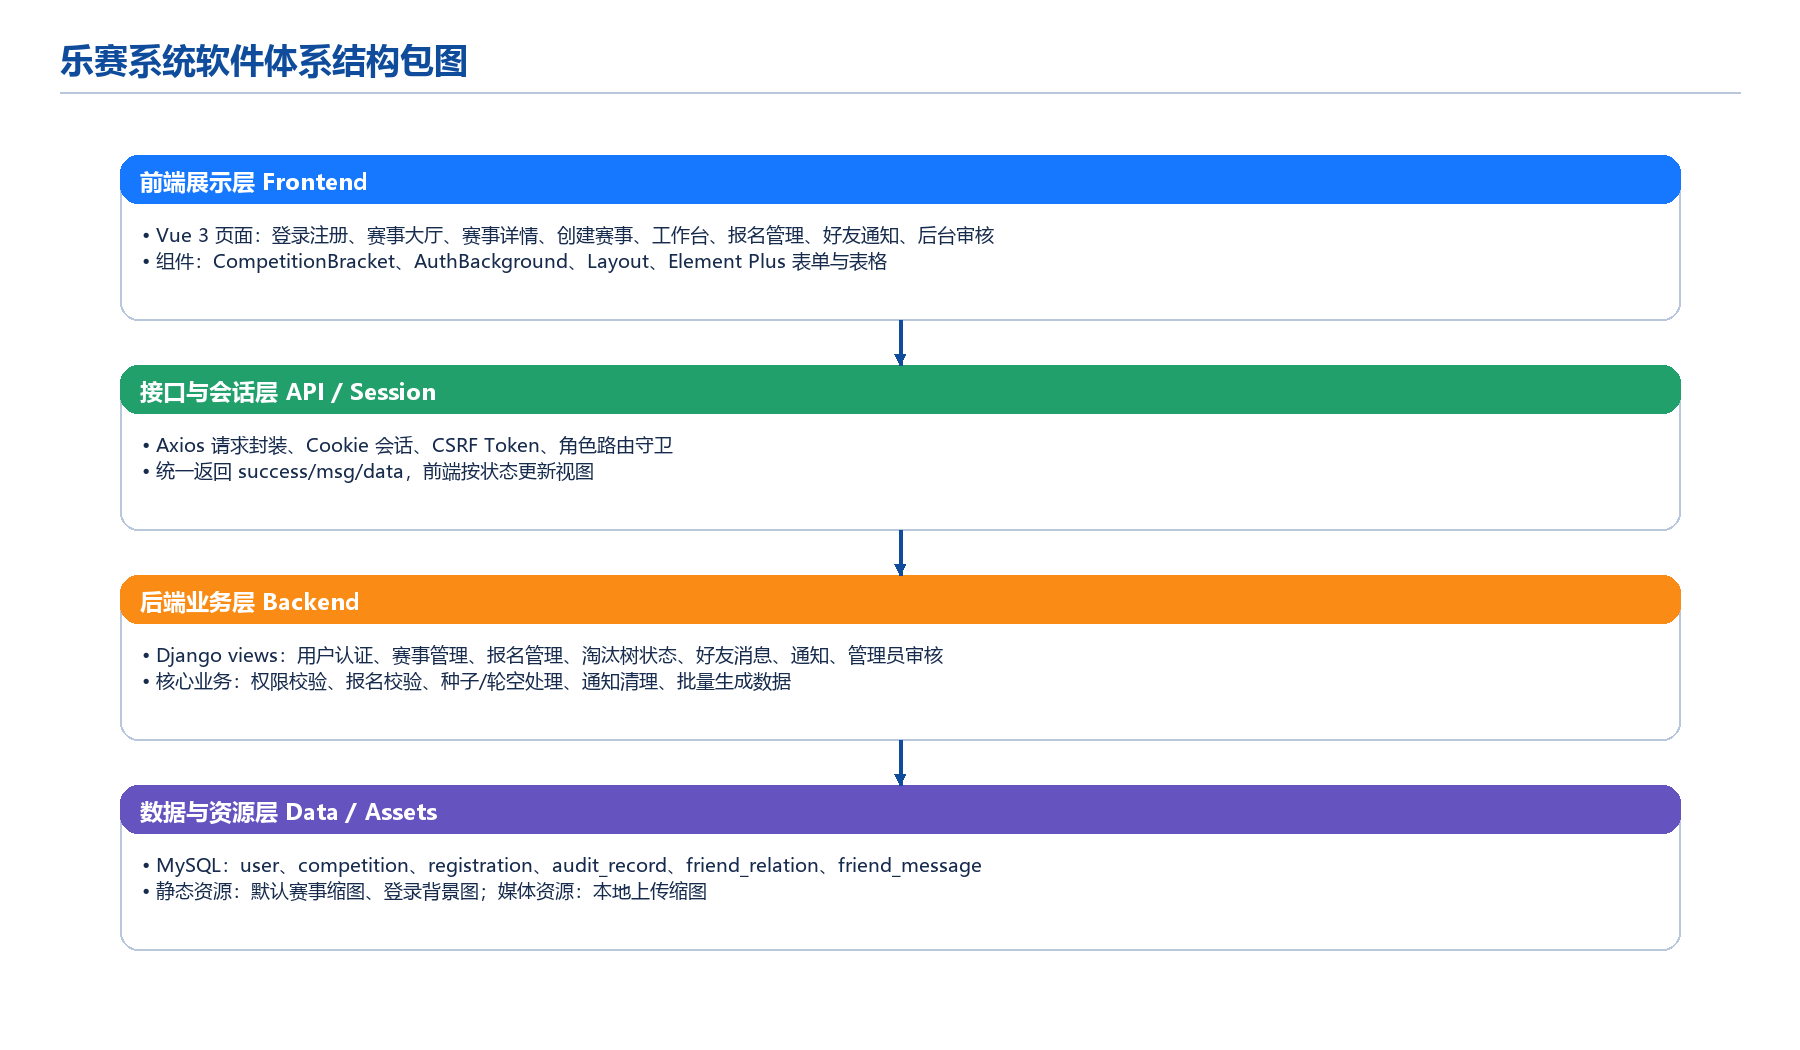 乐赛系统软件体系结构包图
前端展示层 Frontend
• Vue 3 页面：登录注册、赛事大厅、赛事详情、创建赛事、工作台、报名管理、好友通知、后台审核
• 组件：CompetitionBracket、AuthBackground、Layout、Element Plus 表单与表格
接口与会话层 API / Session
• Axios 请求封装、Cookie 会话、CSRF Token、角色路由守卫
• 统一返回 success/msg/data，前端按状态更新视图
后端业务层 Backend
• Django views：用户认证、赛事管理、报名管理、淘汰树状态、好友消息、通知、管理员审核
• 核心业务：权限校验、报名校验、种子/轮空处理、通知清理、批量生成数据
数据与资源层 Data / Assets
• MySQL：user、competition、registration、audit_record、friend_relation、friend_message
• 静态资源：默认赛事缩图、登录背景图；媒体资源：本地上传缩图